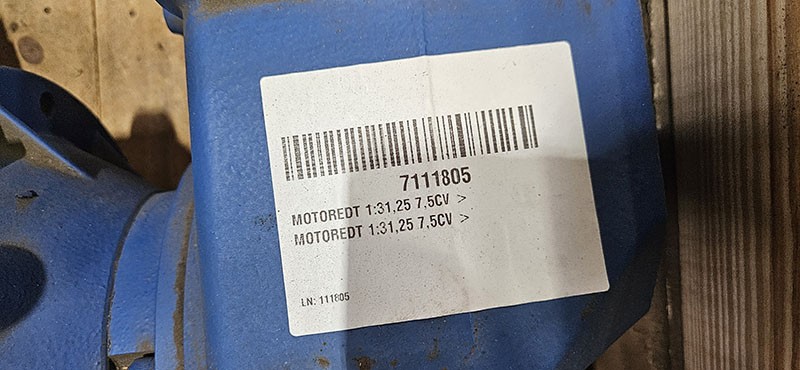 7111805
MOTOREDT 1:31,25 7,5CV >
MOTOREDT 1:31,25 7,5CV >
LN: 111805